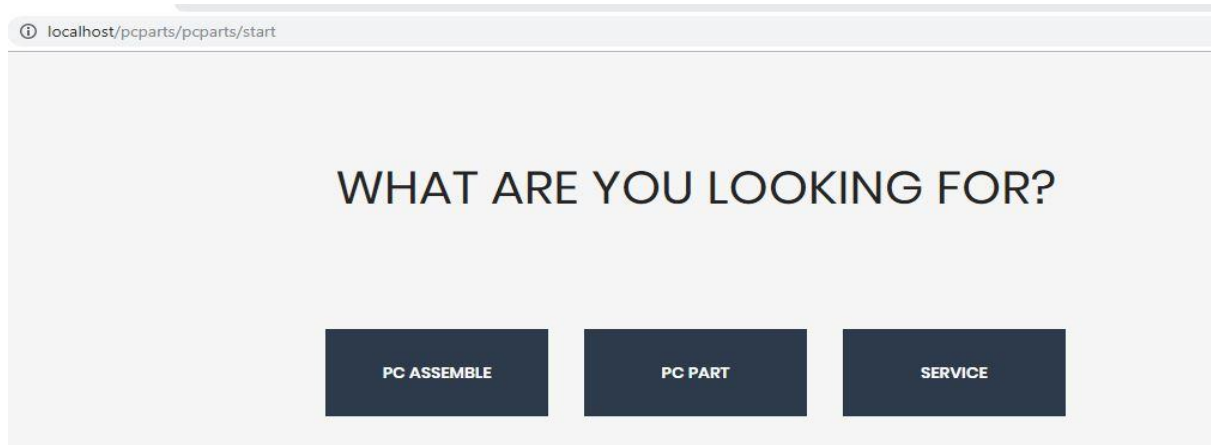 localhost/pcparts/pcparts/start
WHAT ARE YOU LOOKING FOR?
PC ASSEMBLE
PC PART
SERVICE